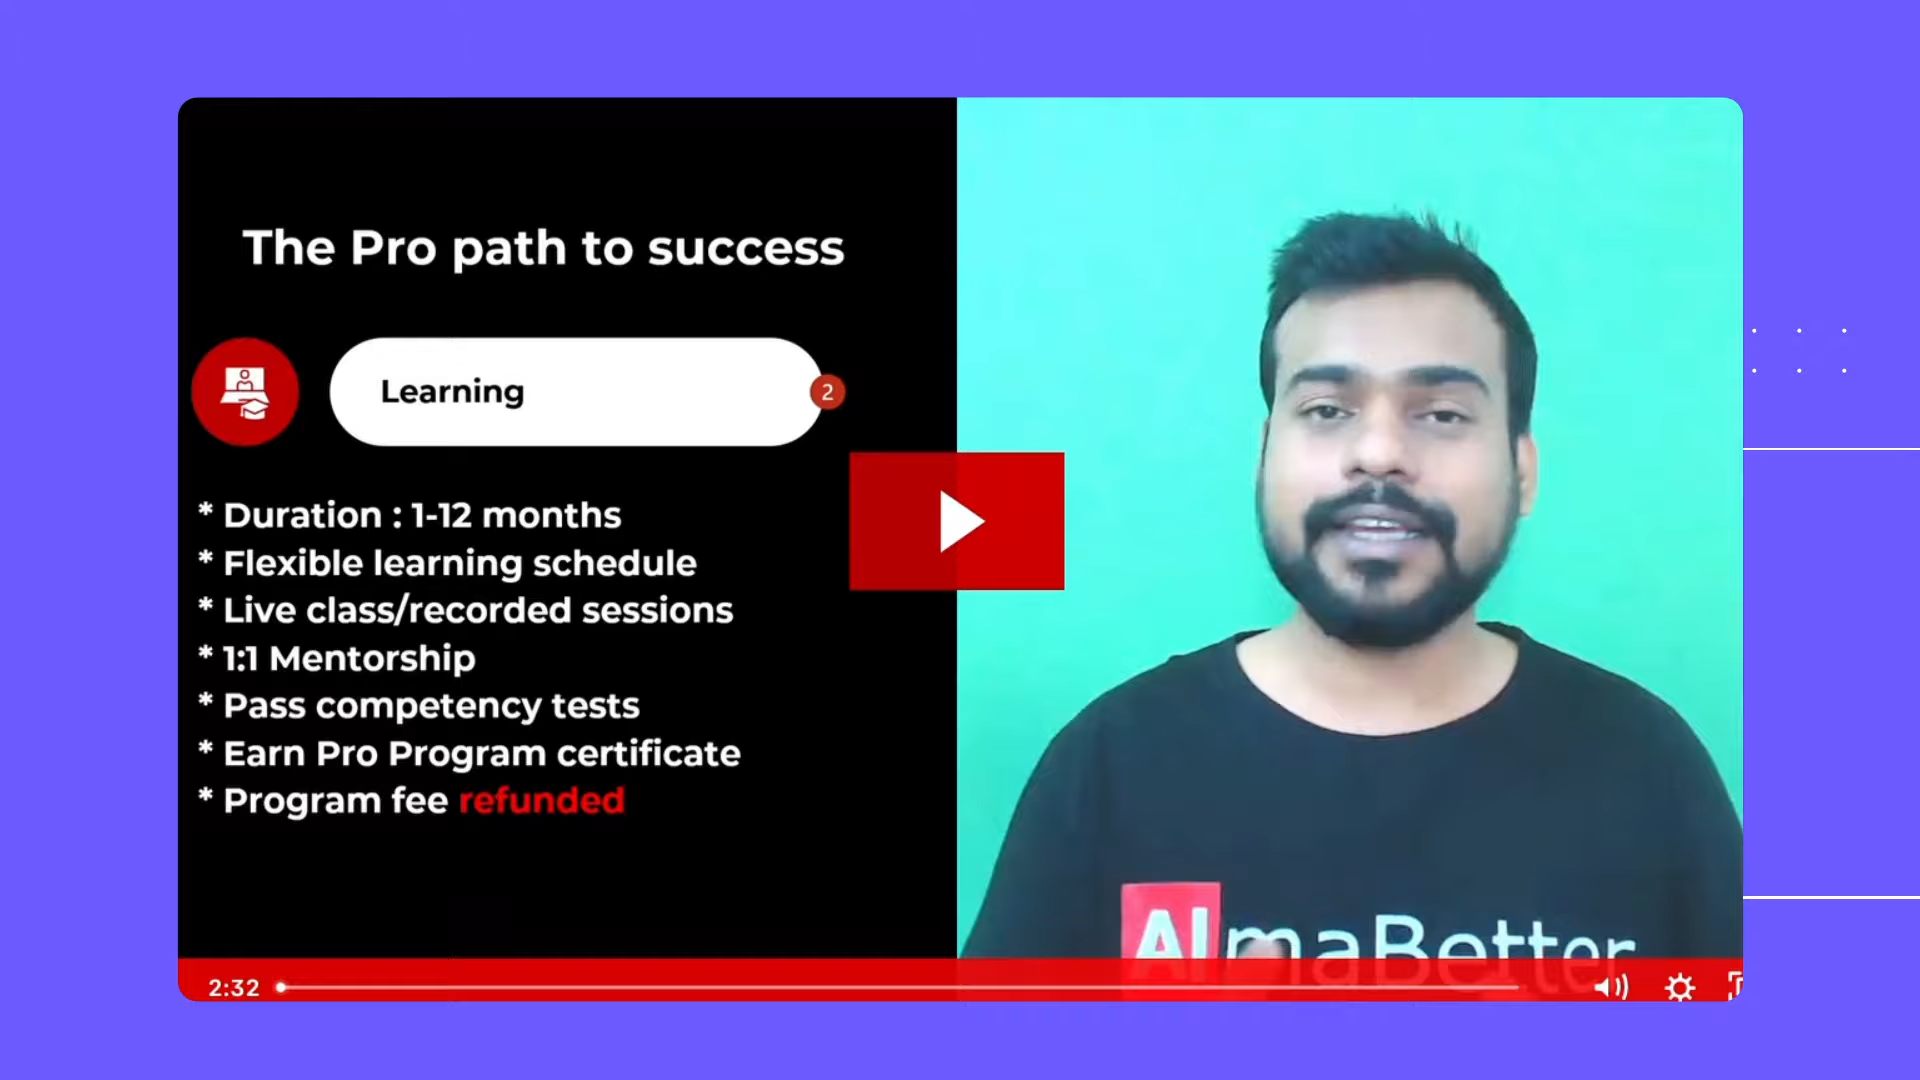 The Pro path to success
Learning
2
* Duration : 1-12 months
* Flexible learning schedule
* Live class/recorded sessions
* 1:1 Mentorship
* Pass competency tests
* Earn Pro Program certificate
* Program fee refunded
AlmaBetter
2:32